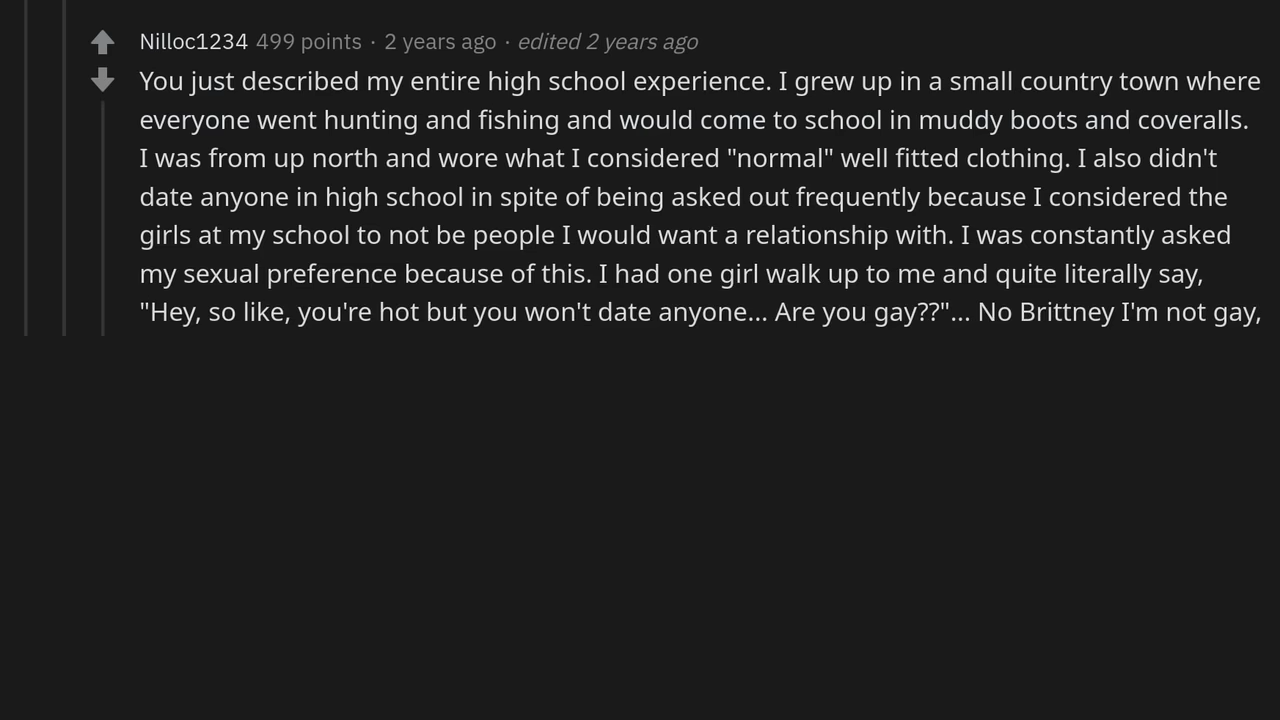 Nilloc1234 499 points · 2 years ago · edited 2 years ago
You just described my entire high school experience. I grew up in a small country town where
everyone went hunting and fishing and would come to school in muddy boots and coveralls.
I was from up north and wore what I considered "normal" well fitted clothing. I also didn't
date anyone in high school in spite of being asked out frequently because I considered the
girls at my school to not be people I would want a relationship with. I was constantly asked
my sexual preference because of this. I had one girl walk up to me and quite literally say,
"Hey, so like, you're hot but you won't date anyone... Are you gay??"... No Brittney I'm not gay,